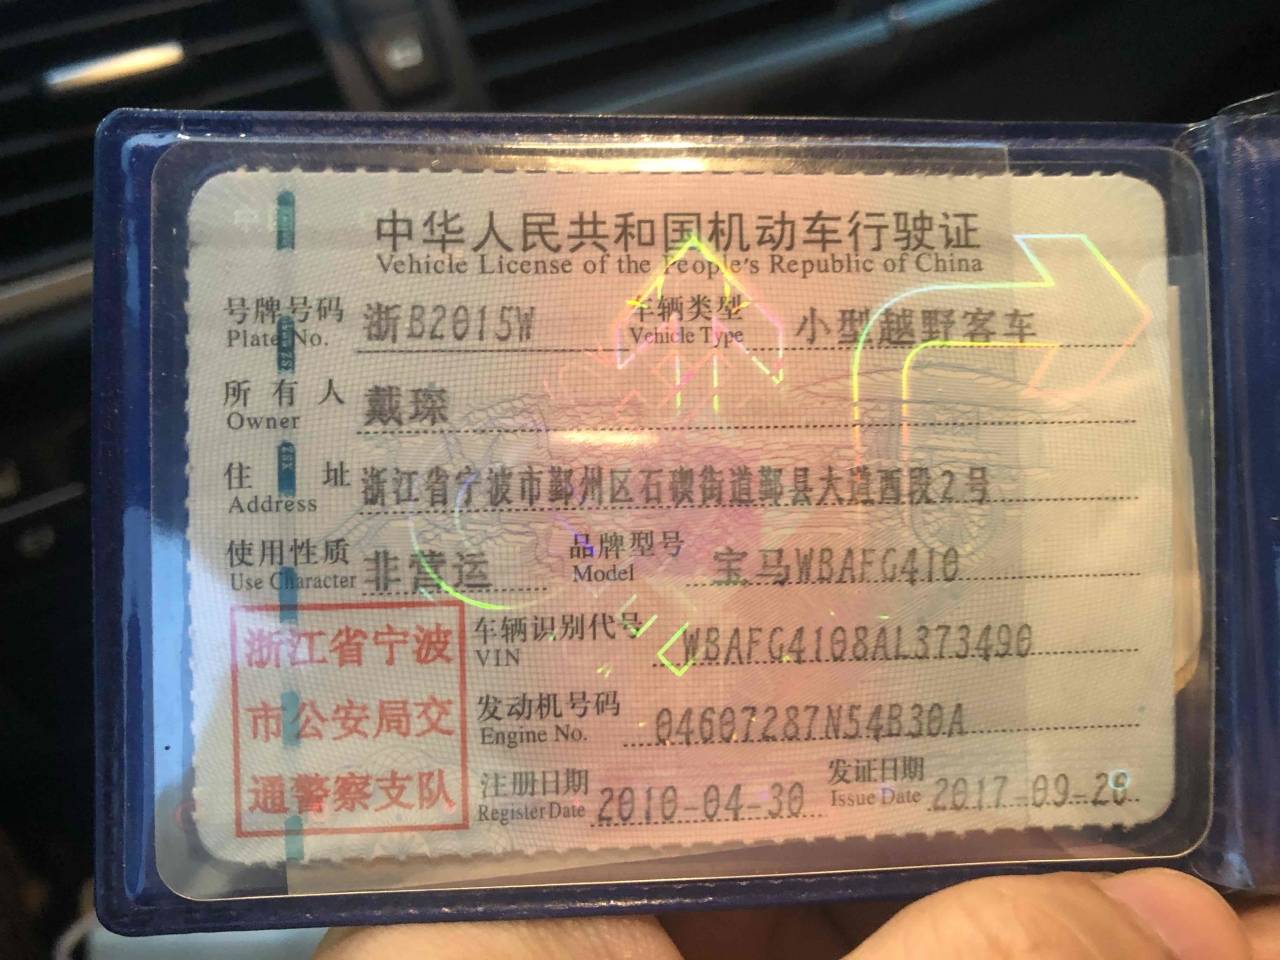 中华人民共和国机动车行驶证
Vehicle License of the People's Republic of China
号牌号码 浙B2015W 车辆类型 小型越野客车
Plate No. Vehicle Type
所有人 戴琛
Owner
住址 浙江省宁波市鄞州区石碶街道鄞县大道西段2号
Address
使用性质 非营运 品牌型号 宝马WBAFG410
Use Character Model
浙江省宁波
市公安局交
通警察支队
车辆识别代号 WBAFG4108AL373490
VIN
发动机号码 04607287N54B30A
Engine No.
注册日期 2010-04-30 发证日期 2017-09-20
Register Date Issue Date